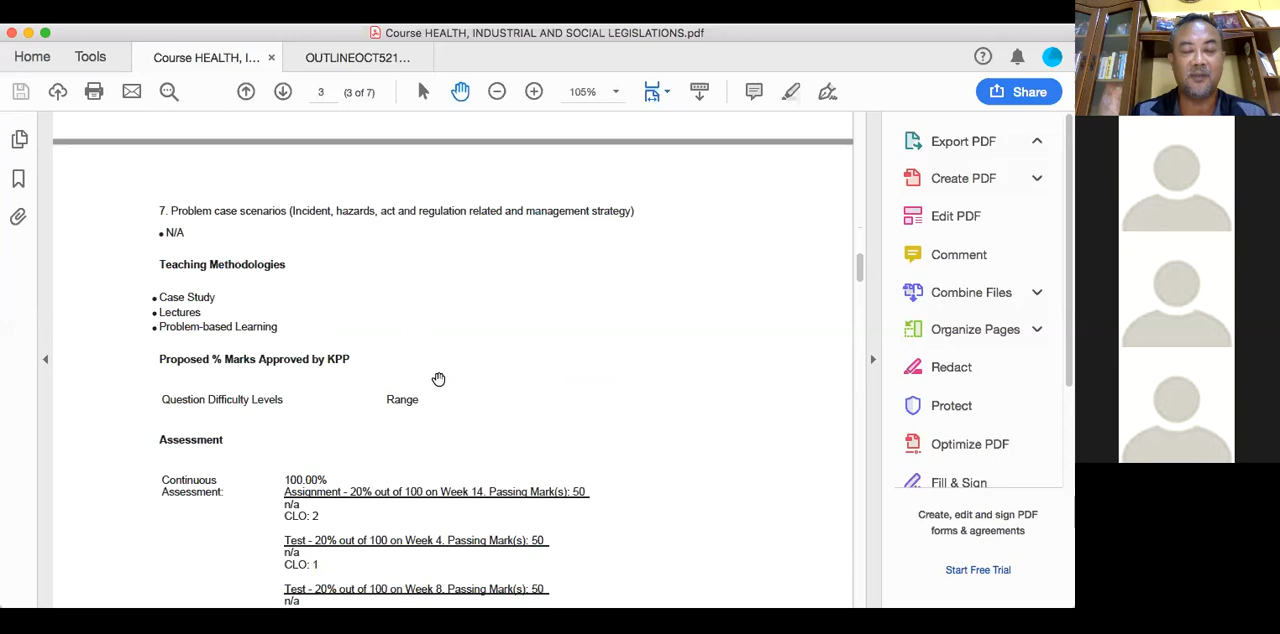 Course HEALTH, INDUSTRIAL AND SOCIAL LEGISLATIONS.pdf
Home
Tools
Course HEALTH, I... ×
OUTLINEOCT521...
3
(3 of 7)
105%
Share
7. Problem case scenarios (Incident, hazards, act and regulation related and management strategy)
• N/A
Teaching Methodologies
• Case Study
• Lectures
• Problem-based Learning
Proposed % Marks Approved by KPP
Question Difficulty Levels
Range
Assessment
Continuous
Assessment:
100.00%
Assignment - 20% out of 100 on Week 14. Passing Mark(s): 50
n/a
CLO: 2
Test - 20% out of 100 on Week 4. Passing Mark(s): 50
n/a
CLO: 1
Test - 20% out of 100 on Week 8. Passing Mark(s): 50
n/a
Export PDF
Create PDF
Edit PDF
Comment
Combine Files
Organize Pages
Redact
Protect
Optimize PDF
Fill & Sign
Create, edit and sign PDF
forms & agreements
Start Free Trial